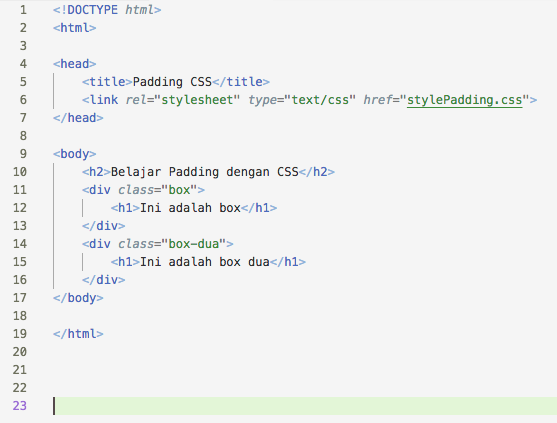 1 <!DOCTYPE html>
2 <html>
3
4 <head>
5     <title>Padding CSS</title>
6     <link rel="stylesheet" type="text/css" href="stylePadding.css">
7 </head>
8
9 <body>
10     <h2>Belajar Padding dengan CSS</h2>
11     <div class="box">
12         <h1>Ini adalah box</h1>
13     </div>
14     <div class="box-dua">
15         <h1>Ini adalah box dua</h1>
16     </div>
17 </body>
18
19 </html>
20
21
22
23